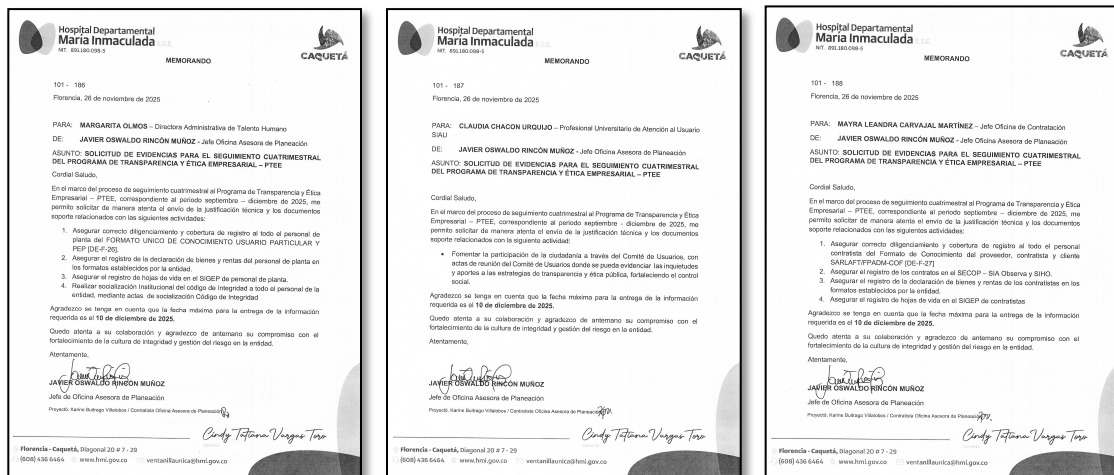 Hospital Departamental
María Inmaculada E.S.E.
NIT. 891.180.098-5
CAQUETÁ
MEMORANDO
101 - 186
Florencia, 26 de noviembre de 2025
PARA: MARGARITA OLMOS – Directora Administrativa de Talento Humano
DE: JAVIER OSWALDO RINCÓN MUÑOZ - Jefe Oficina Asesora de Planeación
ASUNTO: SOLICITUD DE EVIDENCIAS PARA EL SEGUIMIENTO CUATRIMESTRAL
DEL PROGRAMA DE TRANSPARENCIA Y ÉTICA EMPRESARIAL – PTEE
Cordial Saludo,
En el marco del proceso de seguimiento cuatrimestral al Programa de Transparencia y Ética
Empresarial – PTEE, correspondiente al periodo septiembre – diciembre de 2025, me
permito solicitar de manera atenta el envío de la justificación técnica y los documentos
soporte relacionados con las siguientes actividades:
1. Asegurar correcto diligenciamiento y cobertura de registro al todo el personal de
planta del FORMATO UNICO DE CONOCIMIENTO USUARIO PARTICULAR Y
PEP [DE-F-26].
2. Asegurar el registro de la declaración de bienes y rentas del personal de planta en
los formatos establecidos por la entidad.
3. Asegurar el registro de hojas de vida en el SIGEP de personal de planta.
4. Realizar socialización Institucional del código de Integridad a todo el personal de la
entidad, mediante actas de socialización Código de Integridad
Agradezco se tenga en cuenta que la fecha máxima para la entrega de la información
requerida es el 10 de diciembre de 2025.
Quedo atenta a su colaboración y agradezco de antemano su compromiso con el
fortalecimiento de la cultura de integridad y gestión del riesgo en la entidad.
Atentamente,
JAVIER OSWALDO RINCÓN MUÑOZ
Jefe de Oficina Asesora de Planeación
Proyectó. Karine Buitrago Villalobos / Contratista Oficina Asesora de Planeación
Cindy Tatiana Vargas Toro
Florencia - Caquetá, Diagonal 20 # 7 - 29
(608) 436 6464 www.hmi.gov.co ventanillaunica@hmi.gov.co
Hospital Departamental
María Inmaculada E.S.E.
NIT. 891.180.098-5
CAQUETÁ
MEMORANDO
101 - 187
Florencia, 26 de noviembre de 2025
PARA: CLAUDIA CHACON URQUIJO – Profesional Universitario de Atención al Usuario
SIAU
DE: JAVIER OSWALDO RINCÓN MUÑOZ - Jefe Oficina Asesora de Planeación
ASUNTO: SOLICITUD DE EVIDENCIAS PARA EL SEGUIMIENTO CUATRIMESTRAL
DEL PROGRAMA DE TRANSPARENCIA Y ÉTICA EMPRESARIAL – PTEE
Cordial Saludo,
En el marco del proceso de seguimiento cuatrimestral al Programa de Transparencia y Ética
Empresarial – PTEE, correspondiente al periodo septiembre - diciembre de 2025, me
permito solicitar de manera atenta el envío de la justificación técnica y los documentos
soporte relacionados con la siguiente actividad:
• Fomentar la participación de la ciudadanía a través del Comité de Usuarios, con
actas de reunión del Comité de Usuarios donde se pueda evidenciar las inquietudes
y aportes a las estrategias de transparencia y ética pública, fortaleciendo el control
social.
Agradezco se tenga en cuenta que la fecha máxima para la entrega de la información
requerida es el 10 de diciembre de 2025.
Quedo atenta a su colaboración y agradezco de antemano su compromiso con el
fortalecimiento de la cultura de integridad y gestión del riesgo en la entidad.
Atentamente,
JAVIER OSWALDO RINCÓN MUÑOZ
Jefe de Oficina Asesora de Planeación
Proyectó. Karine Buitrago Villalobos / Contratista Oficina Asesora de Planeación
Cindy Tatiana Vargas Toro
Florencia - Caquetá, Diagonal 20 # 7 - 29
(608) 436 6464 www.hmi.gov.co ventanillaunica@hmi.gov.co
Hospital Departamental
María Inmaculada E.S.E.
NIT. 891.180.098-5
CAQUETÁ
MEMORANDO
101 - 188
Florencia, 26 de noviembre de 2025
PARA: MAYRA LEANDRA CARVAJAL MARTÍNEZ – Jefe Oficina de Contratación
DE: JAVIER OSWALDO RINCÓN MUÑOZ - Jefe Oficina Asesora de Planeación
ASUNTO: SOLICITUD DE EVIDENCIAS PARA EL SEGUIMIENTO CUATRIMESTRAL
DEL PROGRAMA DE TRANSPARENCIA Y ÉTICA EMPRESARIAL – PTEE
Cordial Saludo,
En el marco del proceso de seguimiento cuatrimestral al Programa de Transparencia y Ética
Empresarial – PTEE, correspondiente al periodo septiembre – diciembre de 2025, me
permito solicitar de manera atenta el envío de la justificación técnica y los documentos
soporte relacionados con las siguientes actividades:
1. Asegurar correcto diligenciamiento y cobertura de registro al todo el personal
contratista del Formato de Conocimiento del proveedor, contratista y cliente
SARLAFT/FPADM-COF [DE-F-27]
2. Asegurar el registro de los contratos en el SECOP – SIA Observa y SIHO.
3. Asegurar el registro de la declaración de bienes y rentas de los contratistas en los
formatos establecidos por la entidad.
4. Asegurar el registro de hojas de vida en el SIGEP de contratistas
Agradezco se tenga en cuenta que la fecha máxima para la entrega de la información
requerida es el 10 de diciembre de 2025.
Quedo atenta a su colaboración y agradezco de antemano su compromiso con el
fortalecimiento de la cultura de integridad y gestión del riesgo en la entidad.
Atentamente,
JAVIER OSWALDO RINCÓN MUÑOZ
Jefe de Oficina Asesora de Planeación
Proyectó. Karine Buitrago Villalobos / Contratista Oficina Asesora de Planeación
Cindy Tatiana Vargas Toro
Florencia - Caquetá, Diagonal 20 # 7 - 29
(608) 436 6464 www.hmi.gov.co ventanillaunica@hmi.gov.co